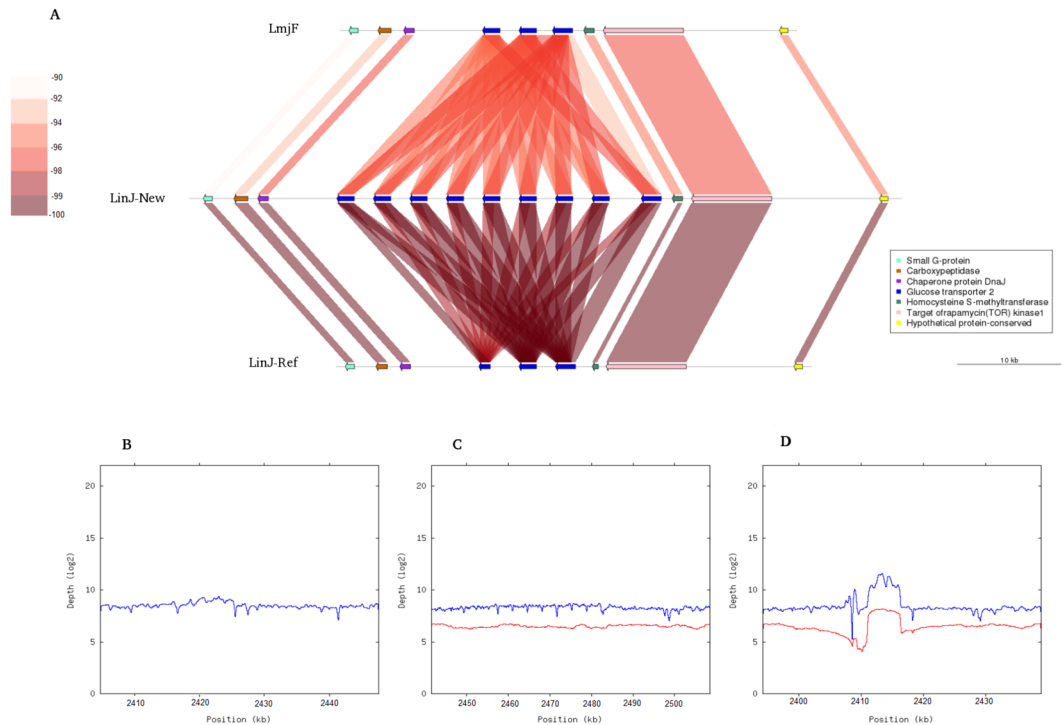 A
LmjF
-90
-92
-94
-96
-98
-99
-100
LinJ-New
Small G-protein
Carboxypeptidase
Chaperone protein DnaJ
Glucose transporter 2
Homocysteine S-methyltransferase
Target ofrapamycin(TOR) kinase1
Hypothetical protein-conserved
LinJ-Ref
10 kb
B
20
15
10
5
0
Depth (log2)
2410 2420 2430 2440
Position (kb)
C
20
15
10
5
0
Depth (log2)
2450 2460 2470 2480 2490 2500
Position (kb)
D
20
15
10
5
0
Depth (log2)
2400 2410 2420 2430
Position (kb)